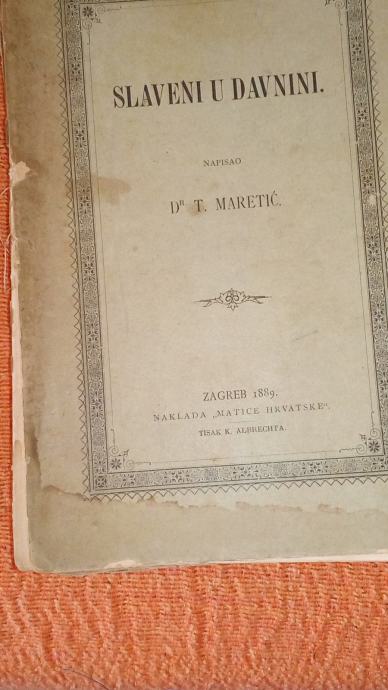 SLAVENI U DAVNINI.
NAPISAO
DR T. MARETIĆ.
ZAGREB 1889.
NAKLADA „MATICE HRVATSKE“.
TISAK K. ALBRECHTA.